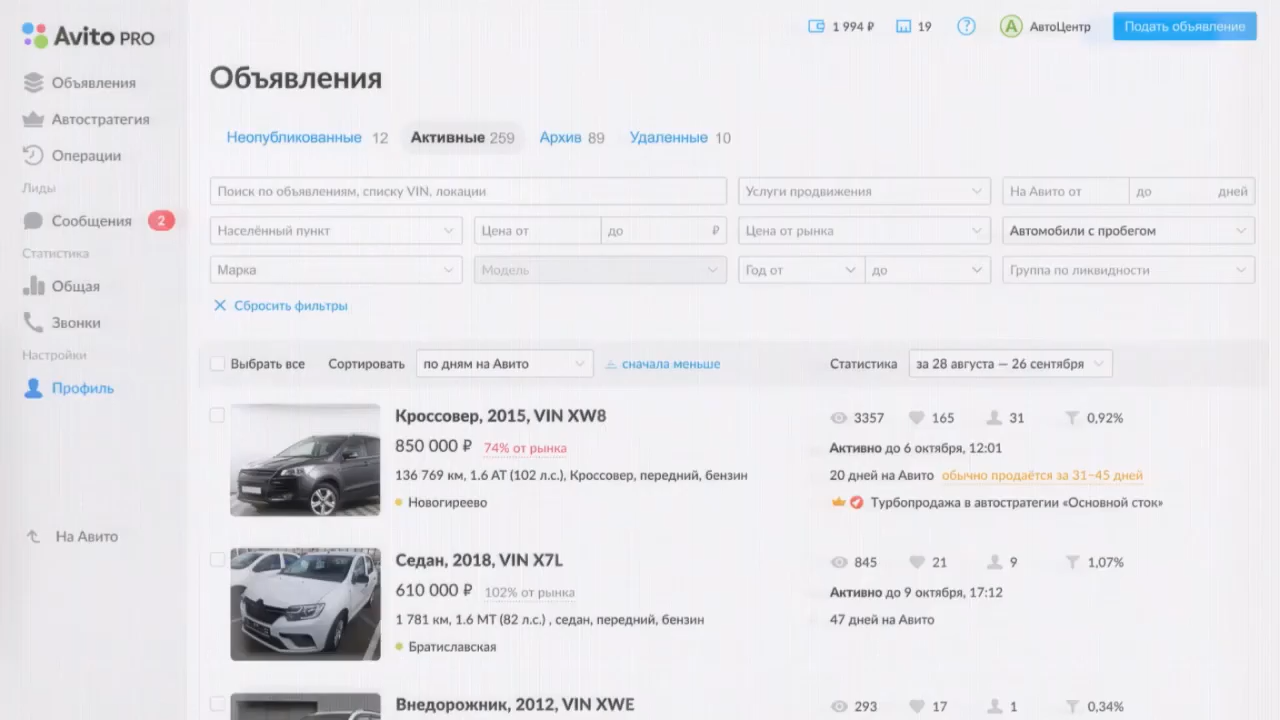 Avito PRO
1 994 ₽
19
?
А АвтоЦентр
Подать объявление
Объявления
Автостратегия
Операции
Лиды
Сообщения 2
Статистика
Общая
Звонки
Настройки
Профиль
На Авито
Объявления
Неопубликованные 12 Активные 259 Архив 89 Удаленные 10
Поиск по объявлениям, списку VIN, локации Услуги продвижения На Авито от до дней
Населённый пункт Цена от до ₽ Цена от рынка Автомобили с пробегом
Марка Модель Год от до Группа по ликвидности
Сбросить фильтры
Выбрать все Сортировать по дням на Авито сначала меньше Статистика за 28 августа — 26 сентября
Кроссовер, 2015, VIN XW8
850 000 ₽ 74% от рынка
136 769 км, 1.6 AT (102 л.с.), Кроссовер, передний, бензин
Новогиреево
3357 165 31 0,92%
Активно до 6 октября, 12:01
20 дней на Авито обычно продаётся за 31–45 дней
Турбопродажа в автостратегии «Основной сток»
Седан, 2018, VIN X7L
610 000 ₽ 102% от рынка
1 781 км, 1.6 MT (82 л.с.) , седан, передний, бензин
Братиславская
845 21 9 1,07%
Активно до 9 октября, 17:12
47 дней на Авито
Внедорожник, 2012, VIN XWE
293 17 1 0,34%